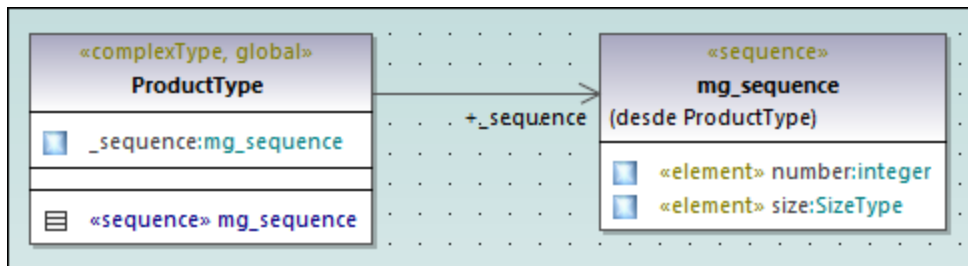 «complexType, global»
ProductType
_sequence:mg_sequence
«sequence» mg_sequence
+_sequence
«sequence»
mg_sequence
(desde ProductType)
«element» number:integer
«element» size:SizeType